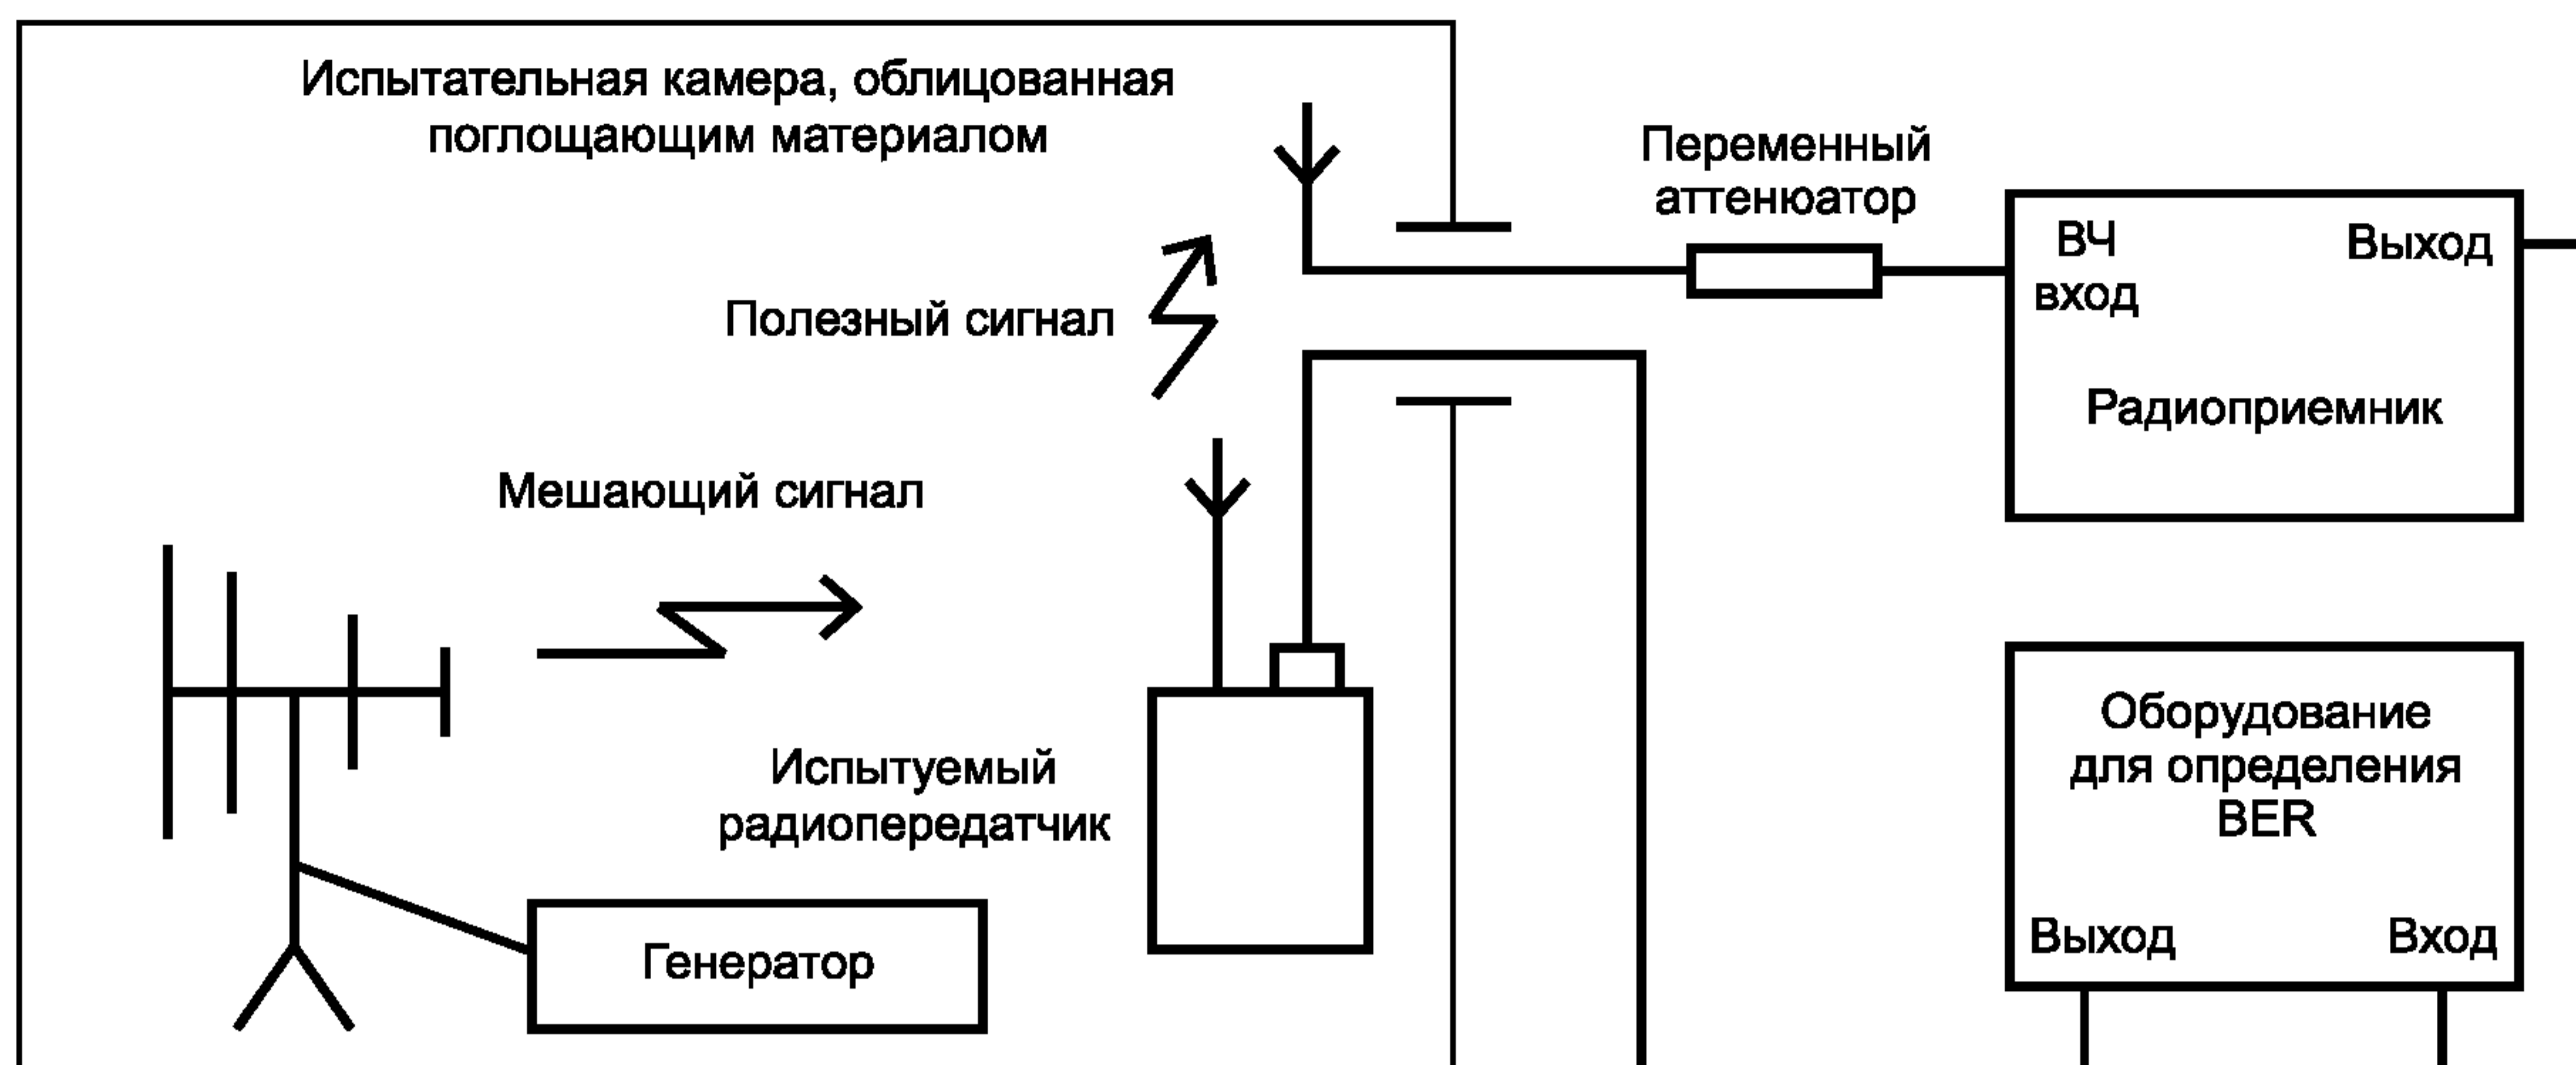 Испытательная камера, облицованная
поглощающим материалом
Переменный
аттенюатор
ВЧ
вход
Выход
Радиоприемник
Полезный сигнал
Мешающий сигнал
Испытуемый
радиопередатчик
Генератор
Оборудование
для определения
BER
Выход
Вход